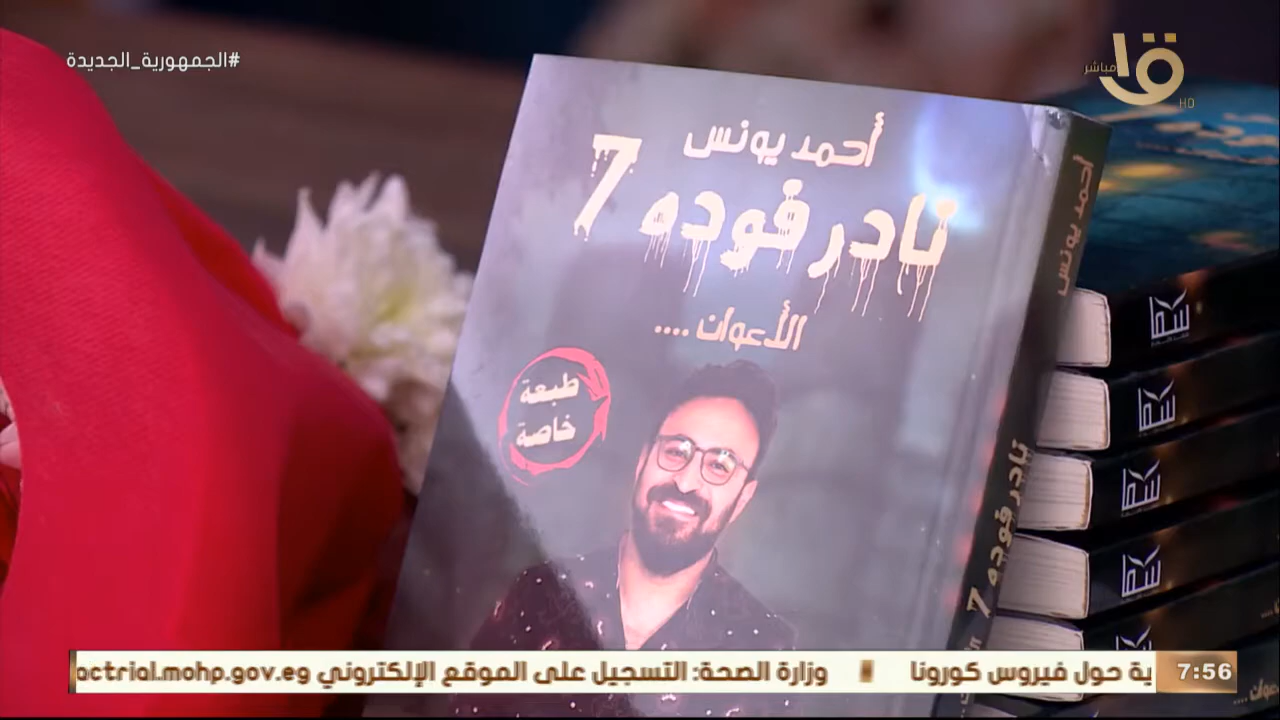 #الجمهورية_الجديدة
مباشر
HD
أحمد يونس
نادر فوده 7
الأعوان ....
طبعة
خاصة
أحمد يونس
نادر فوده 7
ية حول فيروس كورونا
وزارة الصحة: التسجيل على الموقع الإلكتروني actrial.mohp.gov.eg
7:56